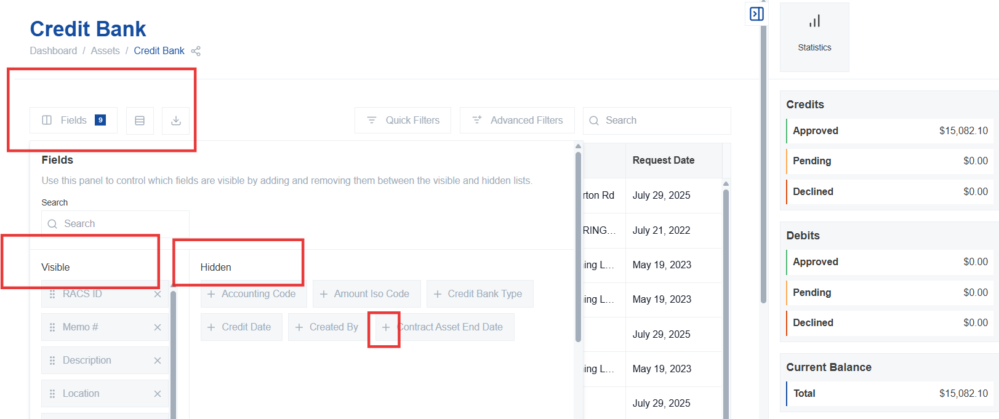 Credit Bank
Dashboard / Assets / Credit Bank
Statistics
Fields 9
Quick Filters
Advanced Filters
Search
Fields
Use this panel to control which fields are visible by adding and removing them between the visible and hidden lists.
Search
Search
Visible
RACS ID
Memo #
Description
Location
Hidden
Accounting Code
Amount Iso Code
Credit Bank Type
Credit Date
Created By
Contract Asset End Date
Request Date
rton Rd July 29, 2025
RING... July 21, 2022
ing L... May 19, 2023
ing L... May 19, 2023
July 29, 2025
ing L... May 19, 2023
July 29, 2025
Credits
Approved $15,082.10
Pending $0.00
Declined $0.00
Debits
Approved $0.00
Pending $0.00
Declined $0.00
Current Balance
Total $15,082.10